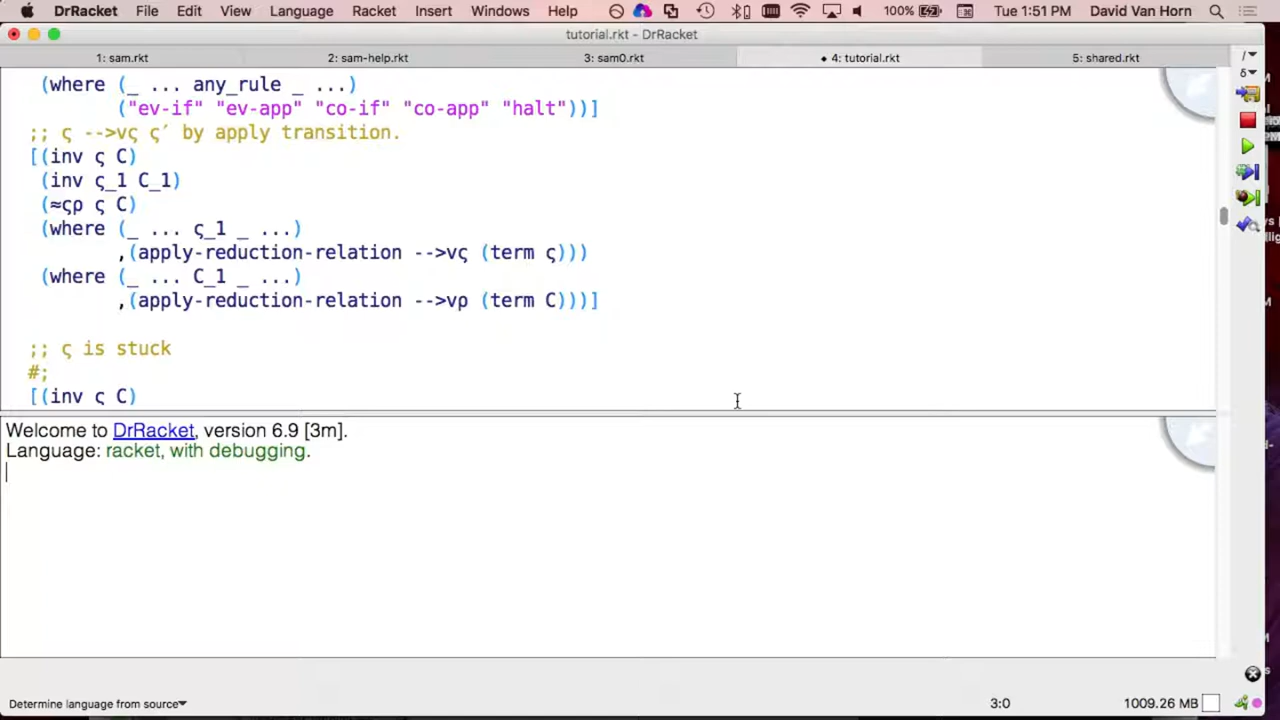 DrRacket File Edit View Language Racket Insert Windows Help 100% Tue 1:51 PM David Van Horn
tutorial.rkt - DrRacket
1: sam.rkt 2: sam-help.rkt 3: sam0.rkt • 4: tutorial.rkt 5: shared.rkt
(where (_ ... any_rule _ ...)
("ev-if" "ev-app" "co-if" "co-app" "halt"))]
;; ς -->vς ς′ by apply transition.
[(inv ς C)
(inv ς_1 C_1)
(≈ςρ ς C)
(where (_ ... ς_1 _ ...)
,(apply-reduction-relation -->vς (term ς)))
(where (_ ... C_1 _ ...)
,(apply-reduction-relation -->vρ (term C)))]
;; ς is stuck
#;
[(inv ς C)
Welcome to DrRacket, version 6.9 [3m].
Language: racket, with debugging.
Determine language from source 3:0 1009.26 MB